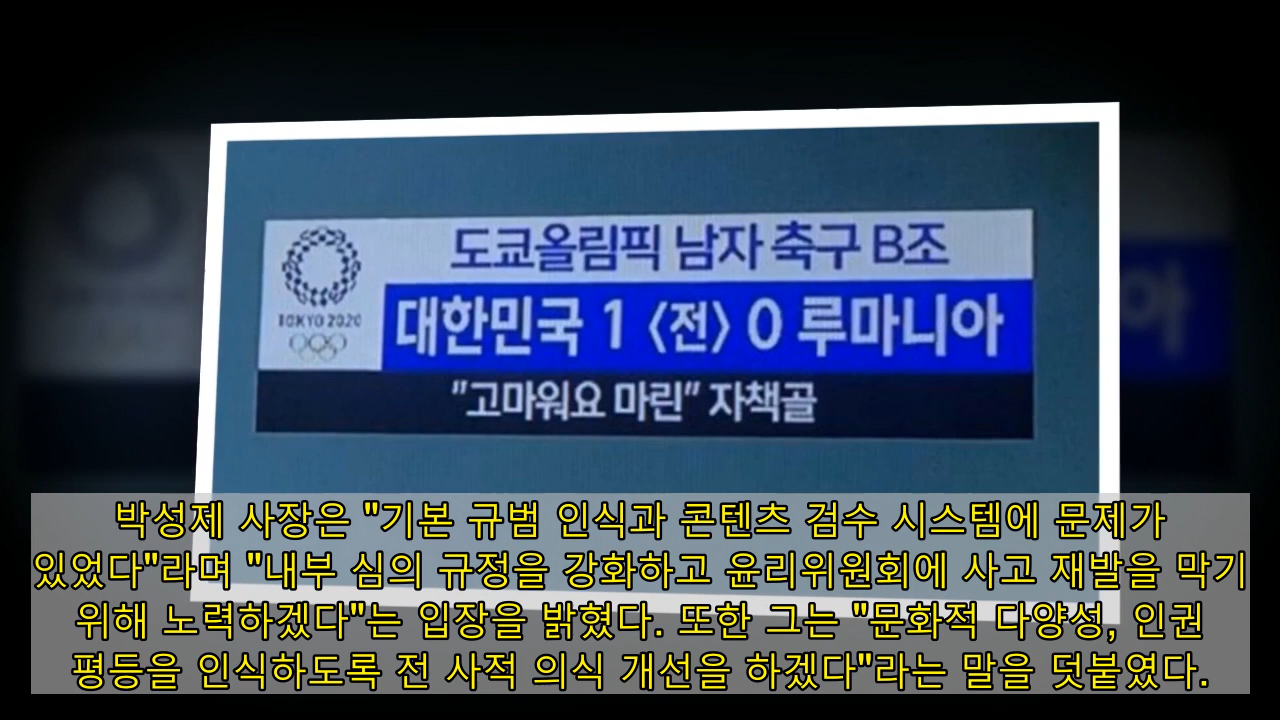 도쿄올림픽 남자 축구 B조
TOKYO 2020
대한민국 1 〈전〉 0 루마니아
"고마워요 마린" 자책골
박성제 사장은 "기본 규범 인식과 콘텐츠 검수 시스템에 문제가
있었다"라며 "내부 심의 규정을 강화하고 윤리위원회에 사고 재발을 막기
위해 노력하겠다"는 입장을 밝혔다. 또한 그는 "문화적 다양성, 인권
평등을 인식하도록 전 사적 의식 개선을 하겠다"라는 말을 덧붙였다.